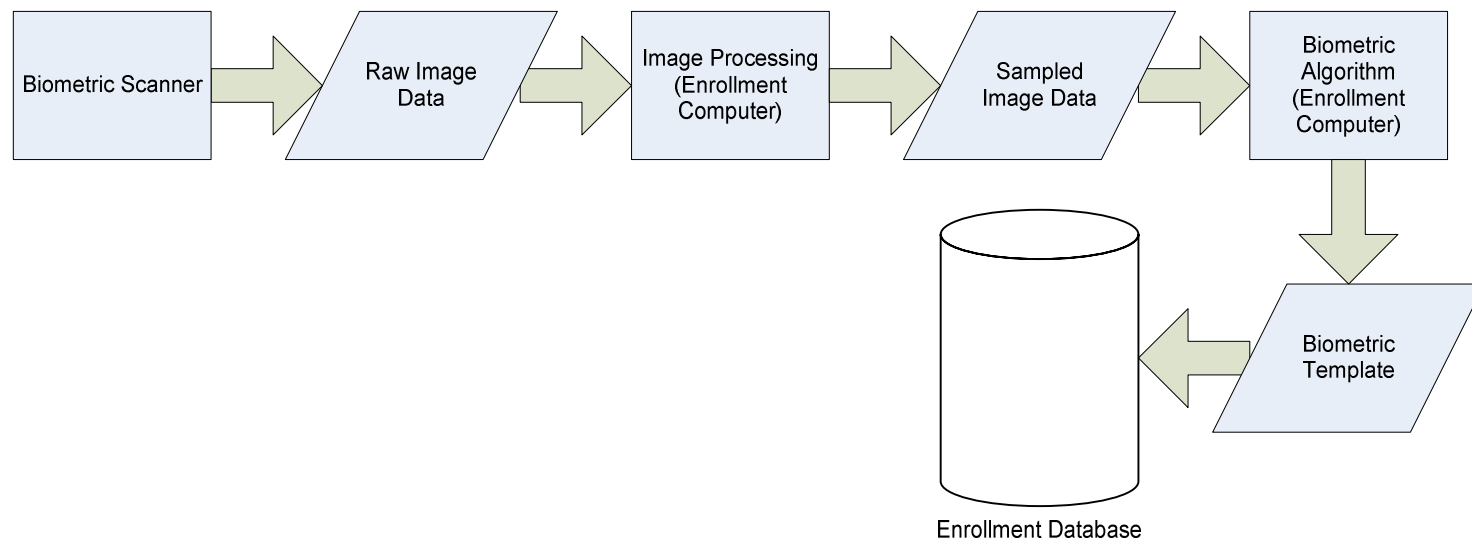 Biometric Scanner
Raw Image
Data
Image Processing
(Enrollment
Computer)
Sampled
Image Data
Biometric
Algorithm
(Enrollment
Computer)
Biometric
Template
Enrollment Database